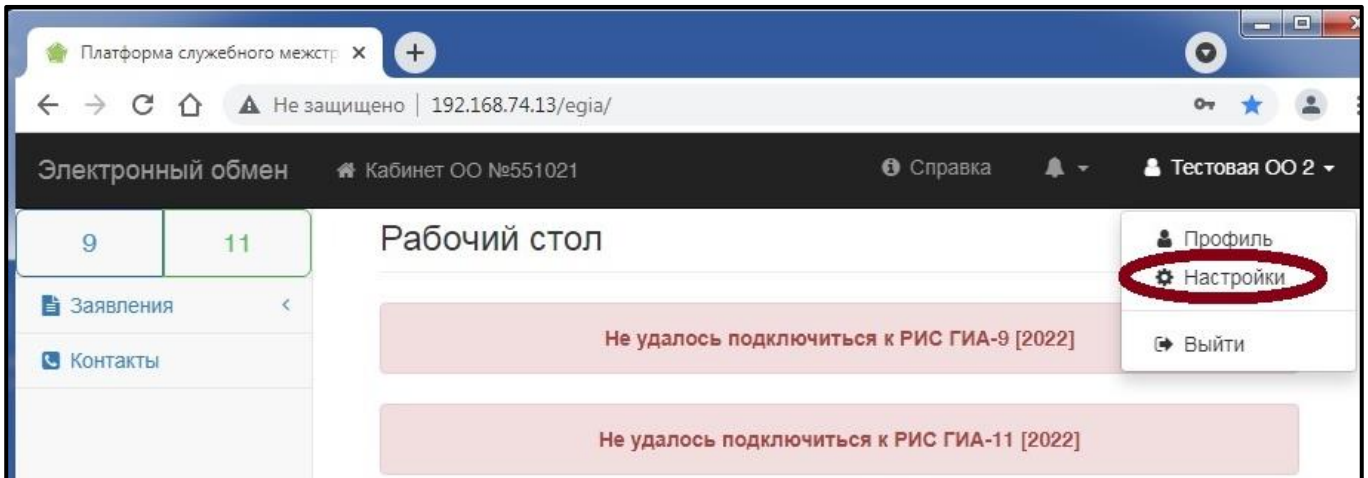 Платформа служебного межстр
Не защищено | 192.168.74.13/egia/
Электронный обмен Кабинет ОО №551021 Справка Тестовая ОО 2
9 11
Рабочий стол
Профиль
Настройки
Заявления
Не удалось подключиться к РИС ГИА-9 [2022]
Выйти
Контакты
Не удалось подключиться к РИС ГИА-11 [2022]